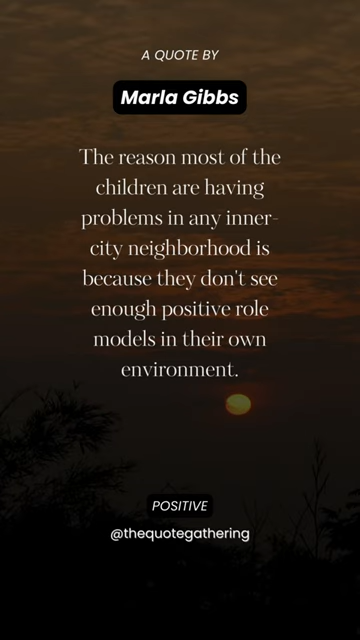 A QUOTE BY
Marla Gibbs
The reason most of the
children are having
problems in any inner-
city neighborhood is
because they don't see
enough positive role
models in their own
environment.
POSITIVE
@thequotegathering